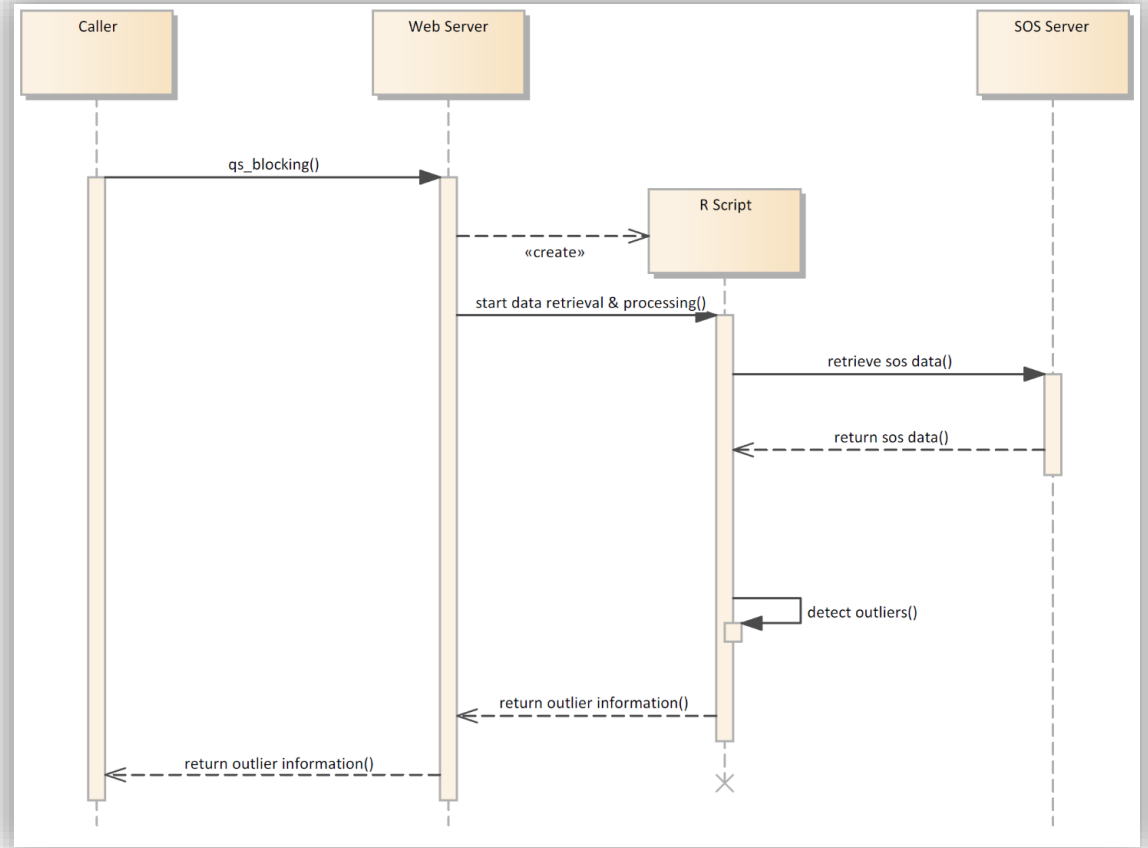 Caller
Web Server
SOS Server
qs_blocking()
R Script
«create»
start data retrieval & processing()
retrieve sos data()
return sos data()
detect outliers()
return outlier information()
return outlier information()